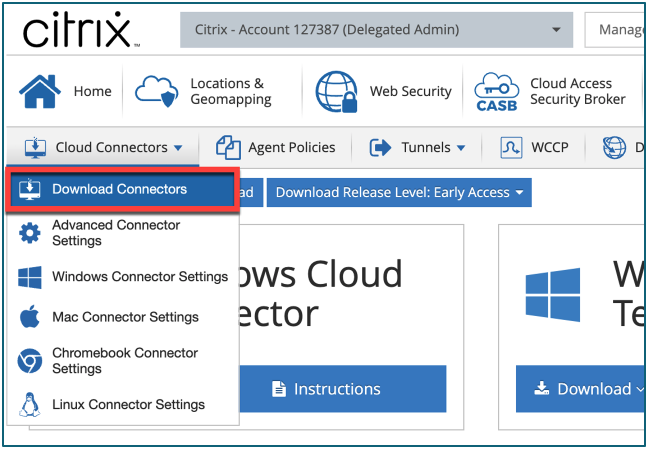 citrix™
Citrix - Account 127387 (Delegated Admin)
Manage
Home
Locations &
Geomapping
Web Security
CASB
Cloud Access
Security Broker
Cloud Connectors
Agent Policies
Tunnels
WCCP
D
Download Connectors
ad
Download Release Level: Early Access
Advanced Connector
Settings
Windows Connector Settings
Mac Connector Settings
Chromebook Connector
Settings
Linux Connector Settings
ows Cloud
ector
Instructions
W
Te
Download